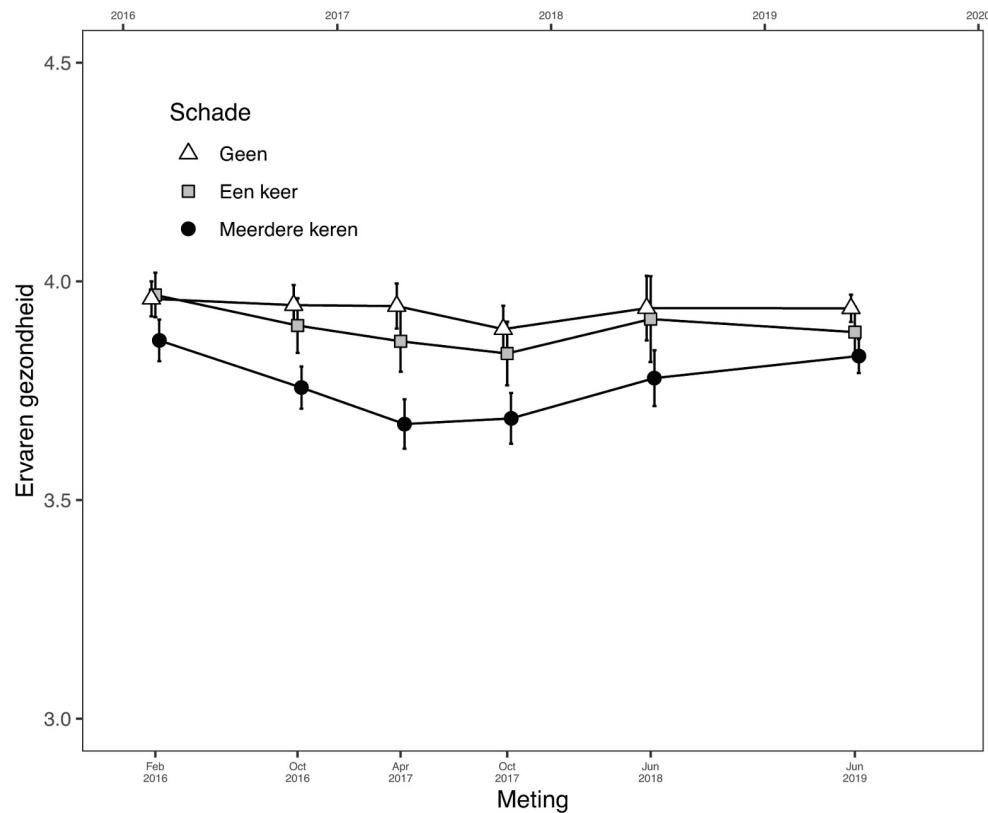 2016 2017 2018 2019 2020
4.5
Schade
Geen
Een keer
Meerdere keren
4.0
Ervaren gezondheid
3.5
3.0
Feb Oct Apr Oct Jun Jun
2016 2016 2017 2017 2018 2019
Meting